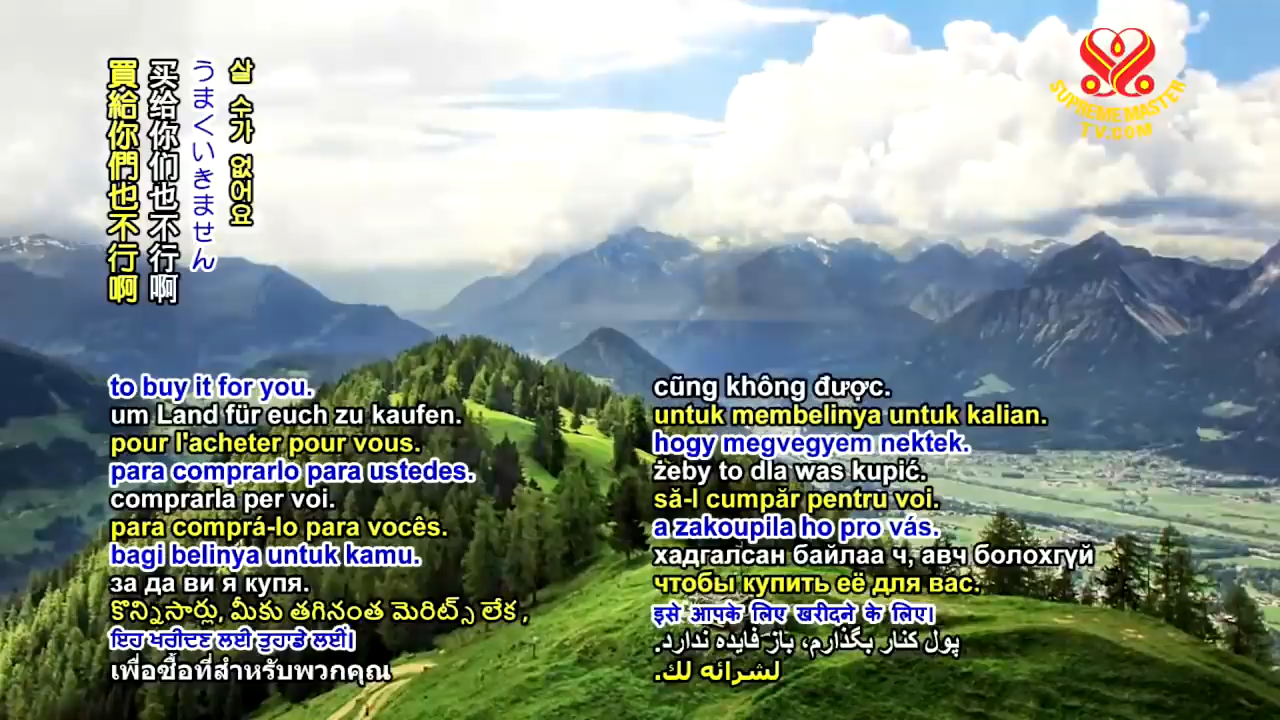 買給你們也不行啊
买给你们也不行啊
うまくいきません
살 수가 없어요
SUPREME MASTER
TV.COM
to buy it for you.
um Land für euch zu kaufen.
pour l'acheter pour vous.
para comprarlo para ustedes.
comprarla per voi.
para comprá-lo para vocês.
bagi belinya untuk kamu.
за да ви я купя.
కొన్నిసార్లు, మీకు తగినంత మెరిట్స్ లేక ,
ਇਹ ਖਰੀਦਣ ਲਈ ਤੁਹਾਡੇ ਲਈ।
เพื่อซื้อที่สำหรับพวกคุณ
cũng không được.
untuk membelinya untuk kalian.
hogy megvegyem nektek.
żeby to dla was kupić.
să-l cumpăr pentru voi.
a zakoupila ho pro vás.
хадгалсан байлаа ч, авч болохгүй
чтобы купить её для вас.
इसे आपके लिए खरीदने के लिए।
پول کنار بگذارم، باز فایده ندارد.
لشرائه لك.